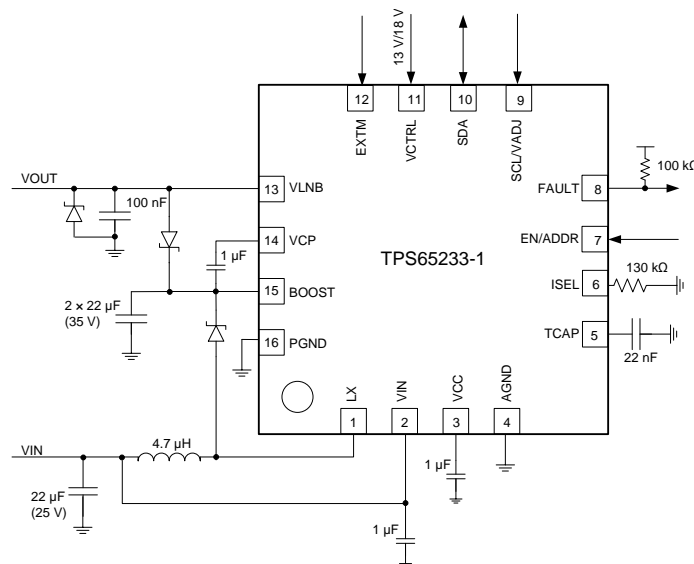 13 V/18 V
12
11
10
9
EXTM
VCTRL
SDA
SCL/VADJ
100 kΩ
VOUT
13
VLNB
FAULT
8
100 nF
14
VCP
EN/ADDR
7
1 µF
TPS65233-1
130 kΩ
15
BOOST
ISEL
6
2 × 22 µF
(35 V)
16
PGND
TCAP
5
22 nF
LX
VIN
VCC
AGND
1
2
3
4
4.7 µH
VIN
22 µF
(25 V)
1 µF
1 µF